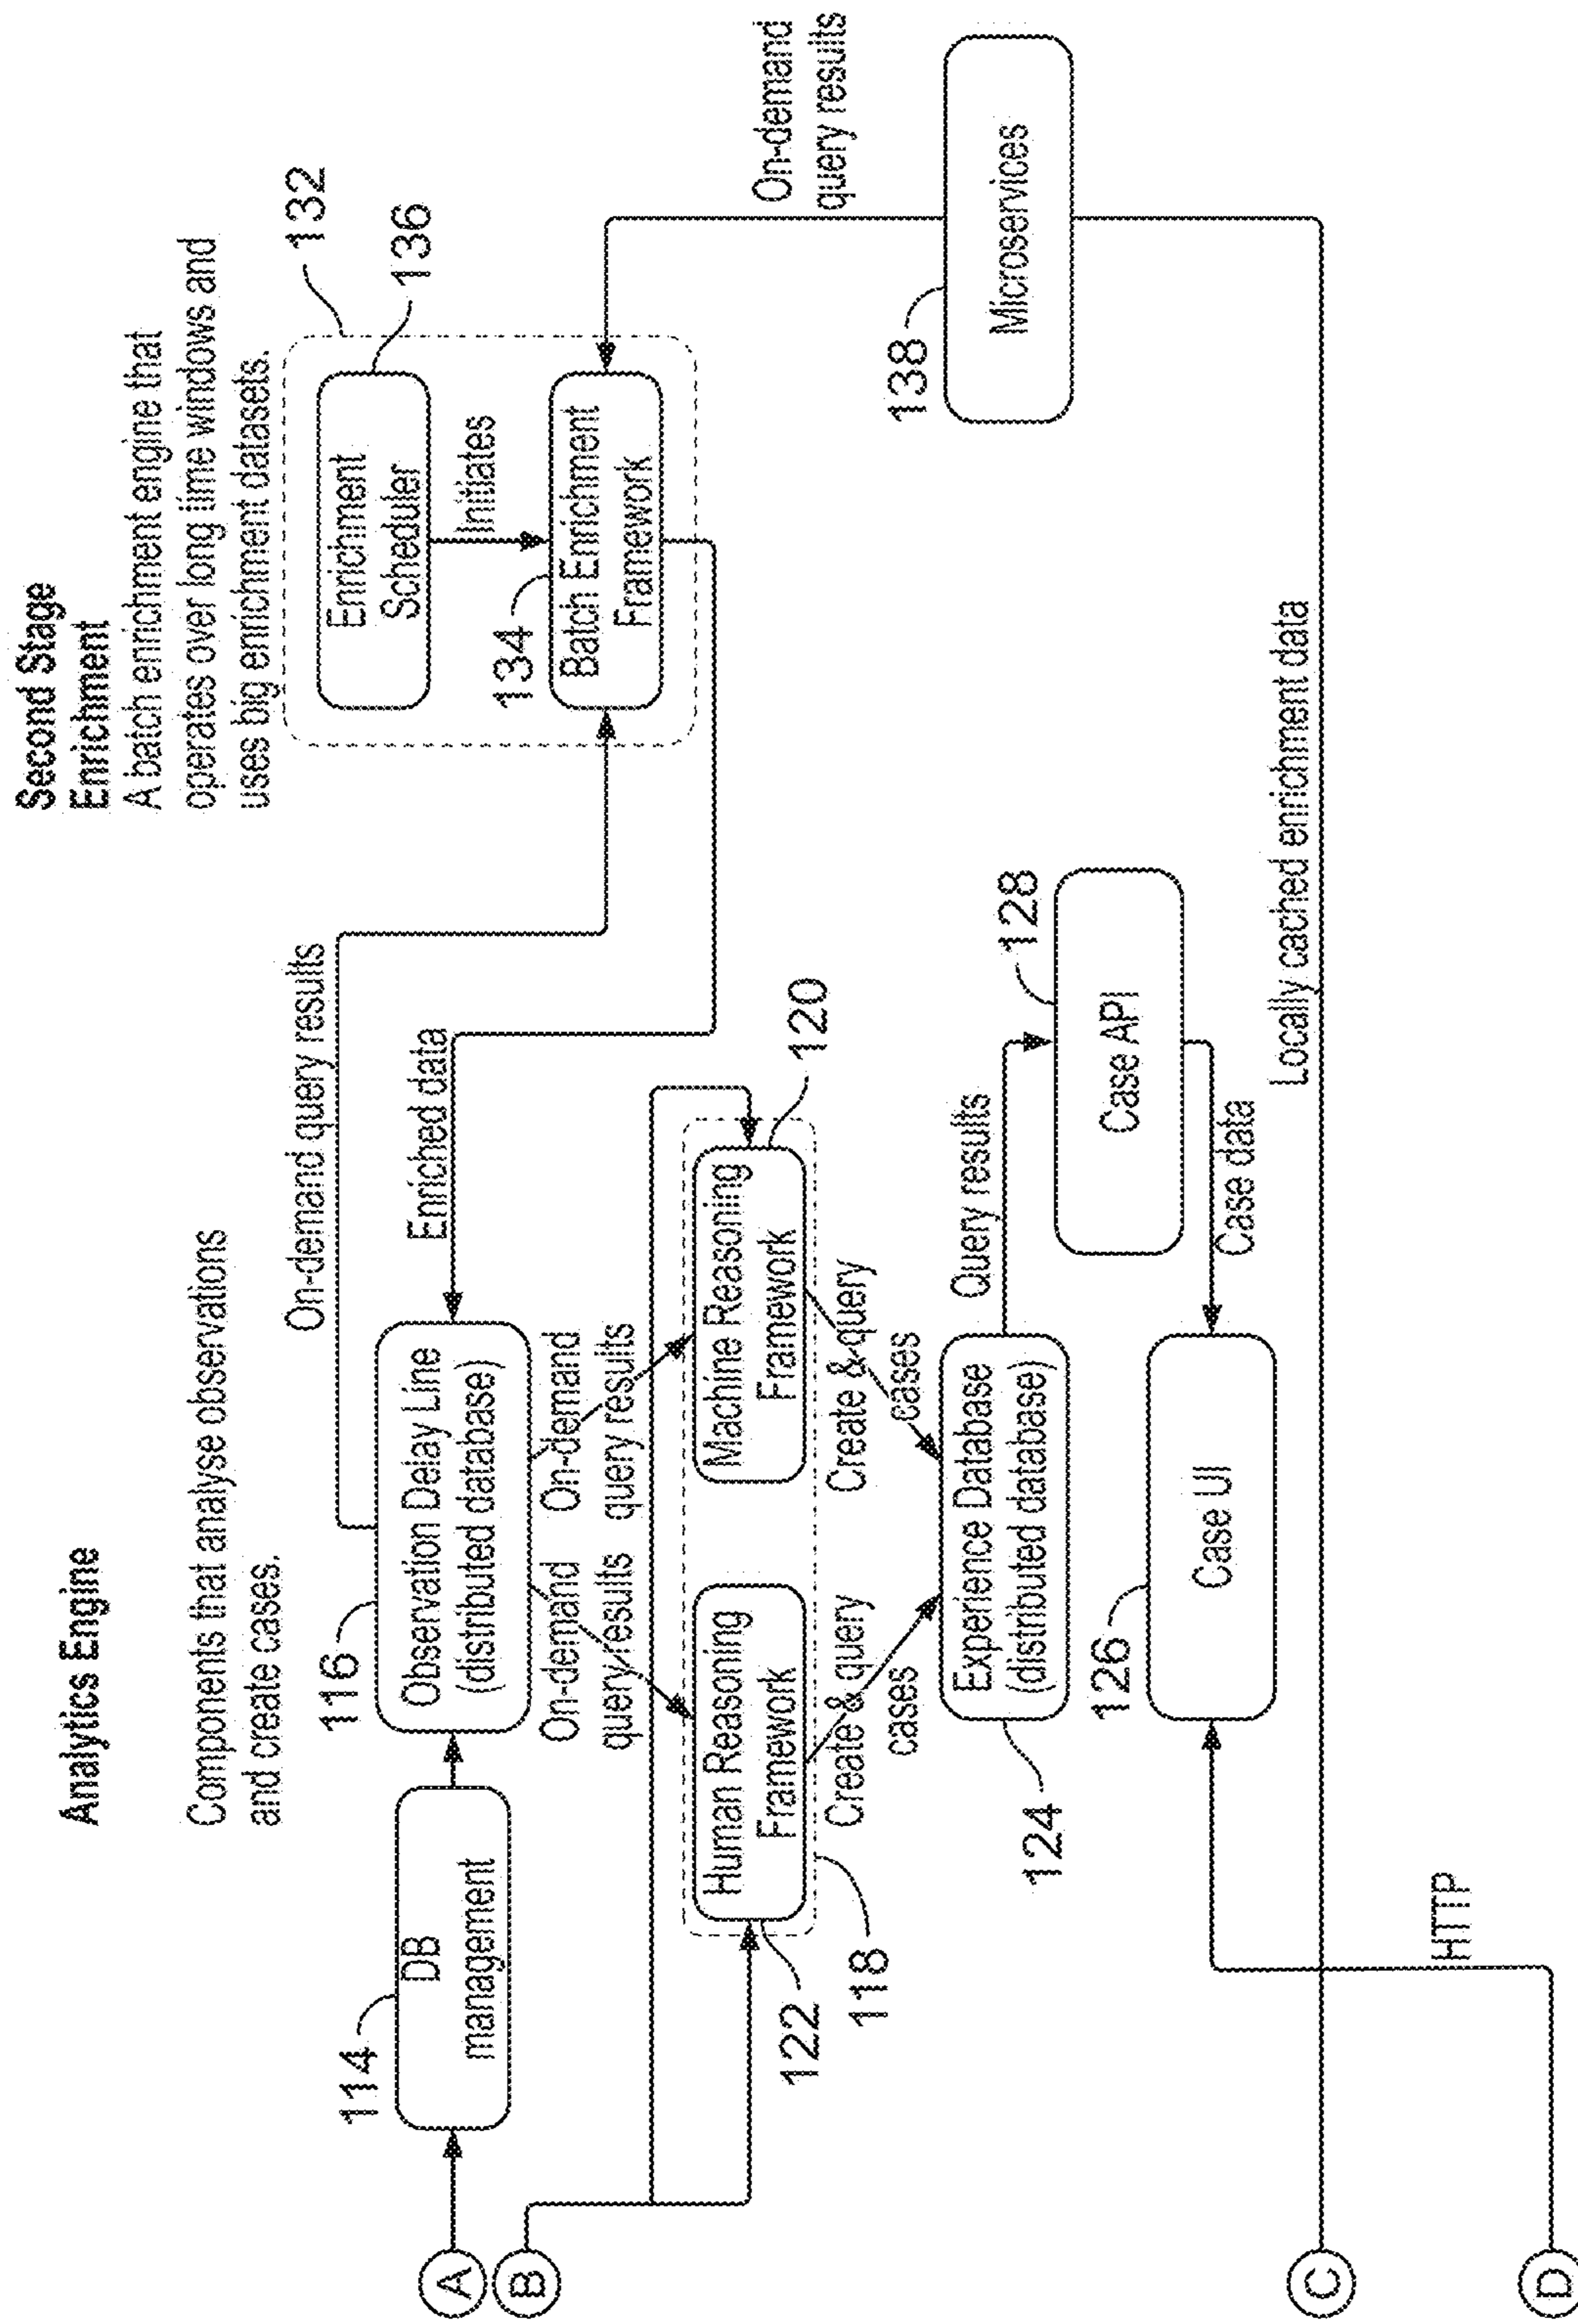 Analytics Engine
Components that analyse observations
and create cases.
Second Stage
Enrichment
A batch enrichment engine that
operates over long time windows and
uses big enrichment datasets.
132
136
Enrichment
Scheduler
Initiates
134
Batch Enrichment
Framework
On-demand query results
Enriched data
A
114
DB
management
116
Observation Delay Line
(distributed database)
On-demand
query results
On-demand
query results
B
Human Reasoning
Framework
122
118
Machine Reasoning
Framework
120
Create & query
cases
Create & query
cases
On-demand
query results
Experience Database
(distributed database)
124
Query results
128
Case API
Case data
138
Microservices
126
Case UI
Locally cached enrichment data
C
HTTP
D